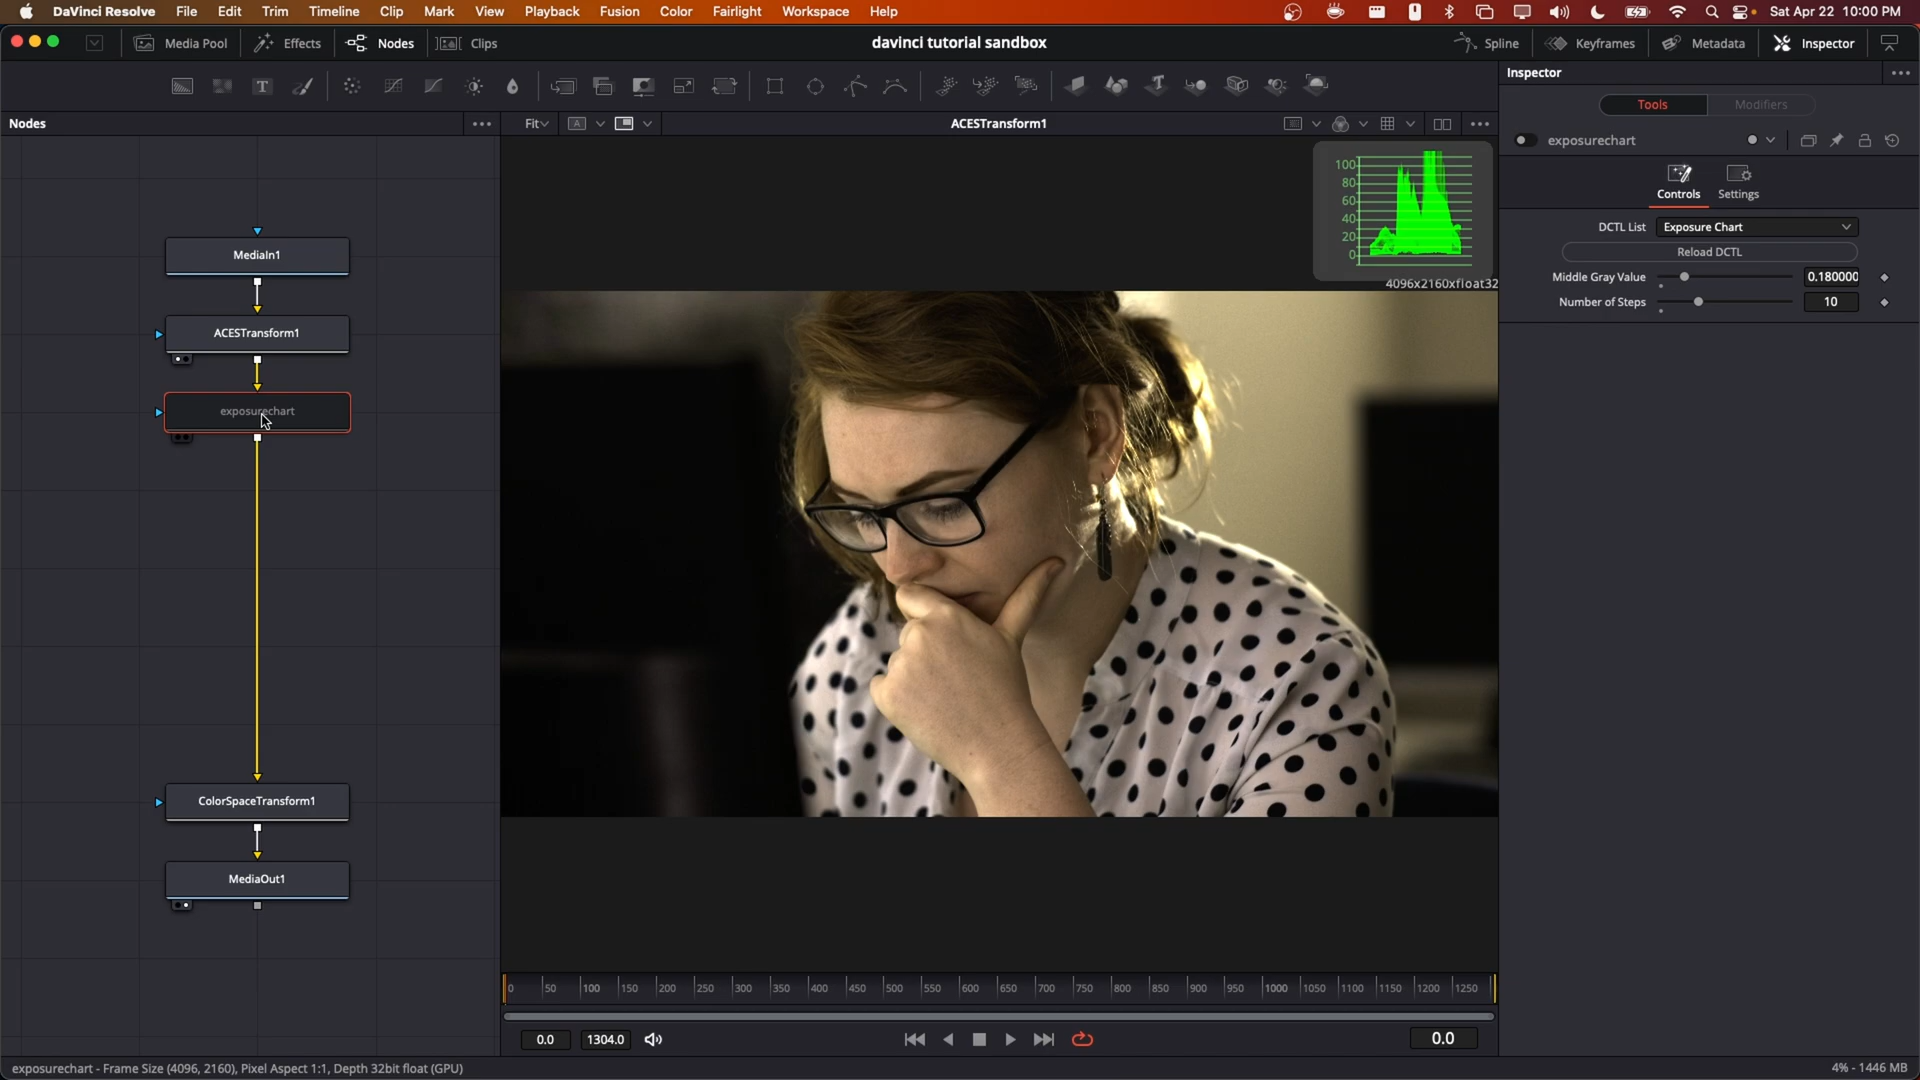 DaVinci Resolve File Edit Trim Timeline Clip Mark View Playback Fusion Color Fairlight Workspace Help Sat Apr 22 10:00 PM
Media Pool Effects Nodes Clips davinci tutorial sandbox Spline Keyframes Metadata Inspector
Inspector
Tools Modifiers
Nodes Fit A ACESTransform1
exposurechart
Controls Settings
DCTL List Exposure Chart
Reload DCTL
Middle Gray Value 0.180000
Number of Steps 10
100
80
60
40
20
0
4096x2160xfloat32
MediaIn1
ACESTransform1
exposurechart
ColorSpaceTransform1
MediaOut1
0 50 100 150 200 250 300 350 400 450 500 550 600 650 700 750 800 850 900 950 1000 1050 1100 1150 1200 1250
0.0 1304.0 0.0
exposurechart - Frame Size (4096, 2160), Pixel Aspect 1:1, Depth 32bit float (GPU) 4% - 1446 MB